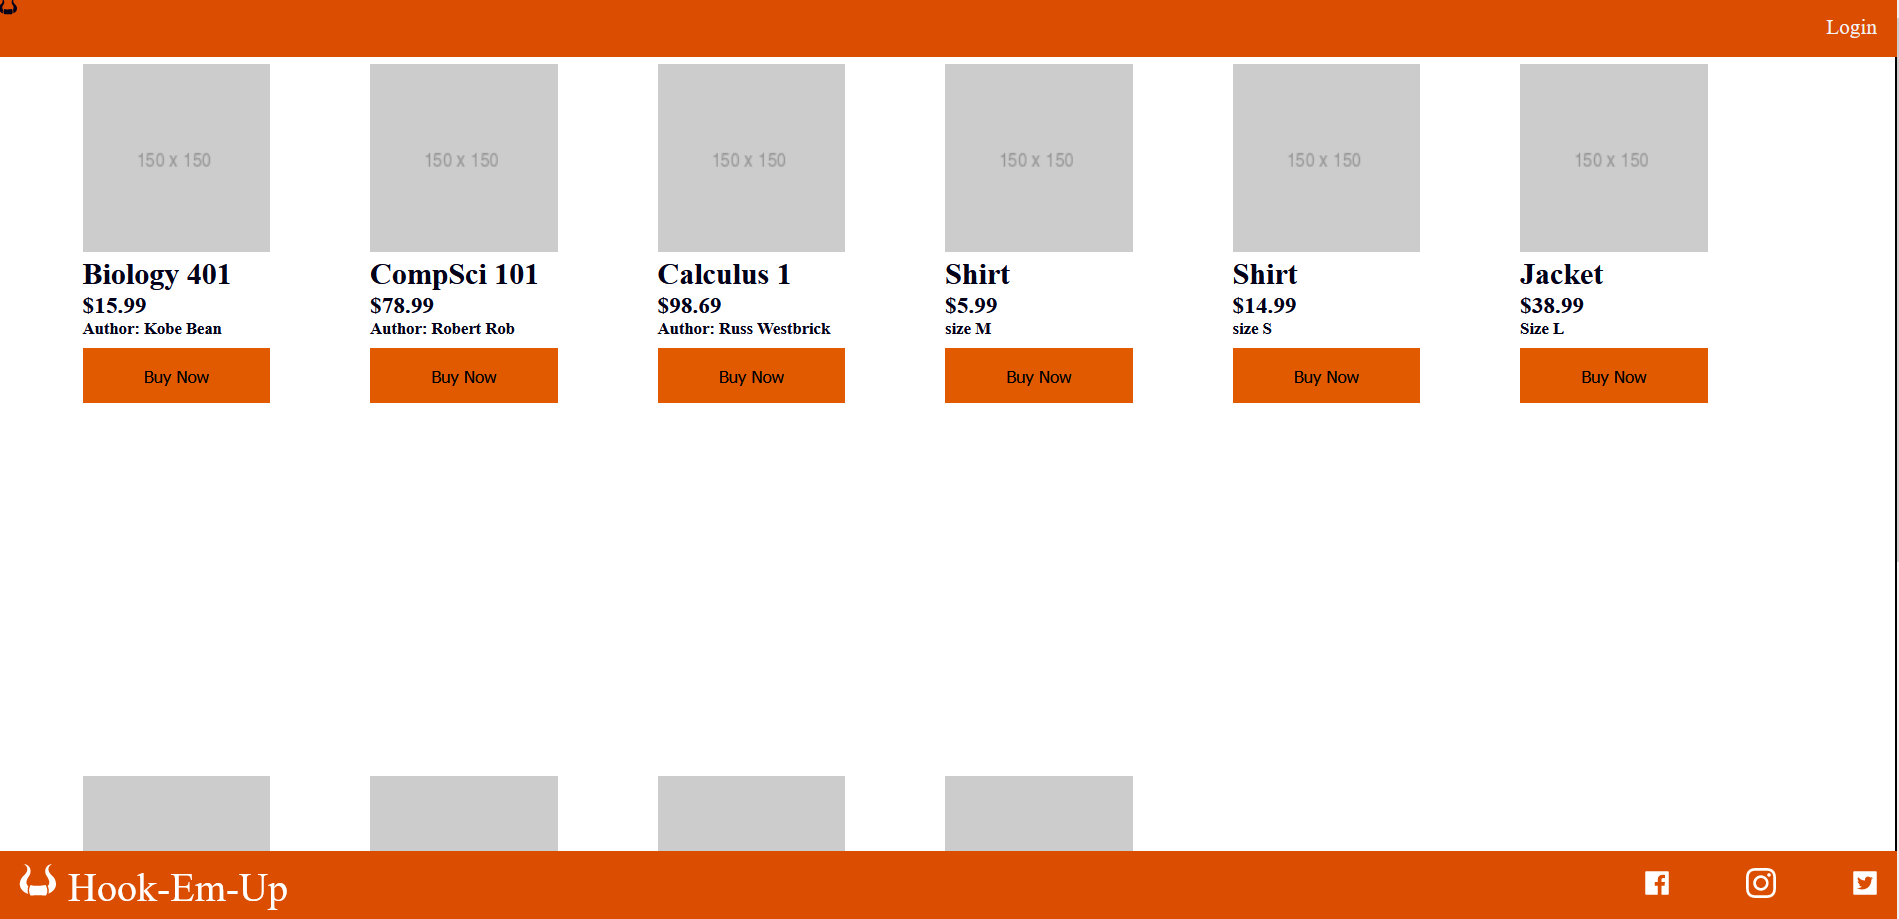 Login
150 x 150
150 x 150
150 x 150
150 x 150
150 x 150
150 x 150
Biology 401
$15.99
Author: Kobe Bean
Buy Now
CompSci 101
$78.99
Author: Robert Rob
Buy Now
Calculus 1
$98.69
Author: Russ Westbrick
Buy Now
Shirt
$5.99
size M
Buy Now
Shirt
$14.99
size S
Buy Now
Jacket
$38.99
Size L
Buy Now
Hook-Em-Up